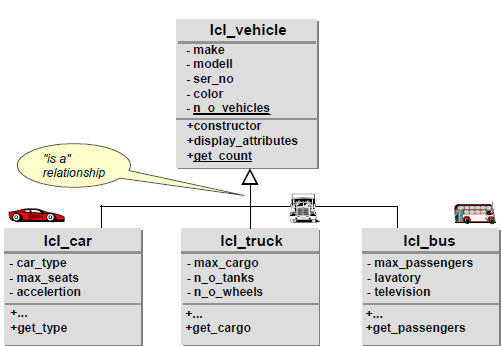 lcl_vehicle
- make
- modell
- ser_no
- color
- n_o_vehicles
+constructor
+display_attributes
+get_count
"is a"
relationship
lcl_car
- car_type
- max_seats
- accelertion
+...
+get_type
lcl_truck
- max_cargo
- n_o_tanks
- n_o_wheels
+...
+get_cargo
lcl_bus
- max_passengers
- lavatory
- television
+...
+get_passengers